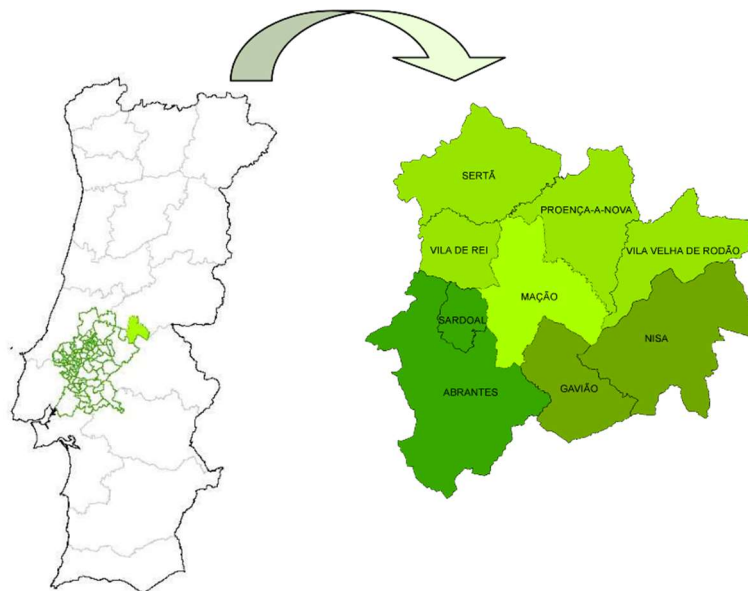 SERTÃ
PROENÇA-A-NOVA
VILA DE REI
VILA VELHA DE RODÃO
MAÇÃO
SARDOAL
NISA
ABRANTES
GAVIÃO